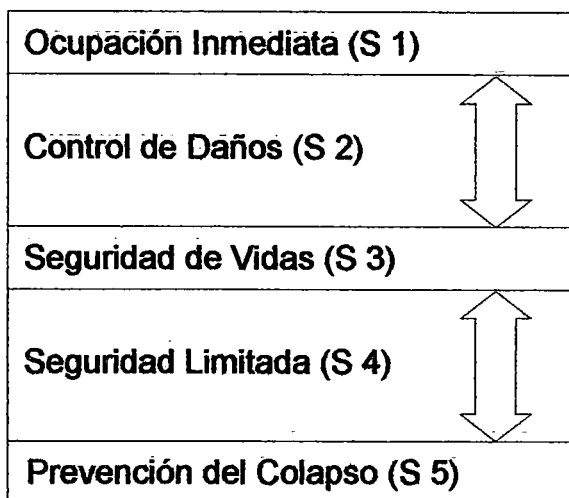 Ocupación Inmediata (S 1)
Control de Daños (S 2)
Seguridad de Vidas (S 3)
Seguridad Limitada (S 4)
Prevención del Colapso (S 5)